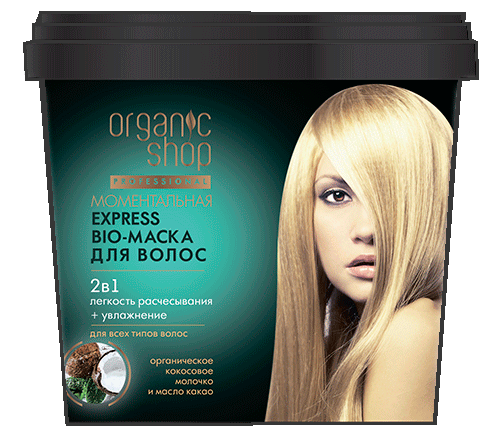 organic
shop
PROFESSIONAL
МОМЕНТАЛЬНАЯ
EXPRESS
BIO-МАСКА
ДЛЯ ВОЛОС
2в1
легкость расчесывания
+ увлажнение
для всех типов волос
органическое
кокосовое
молочко
и масло какао